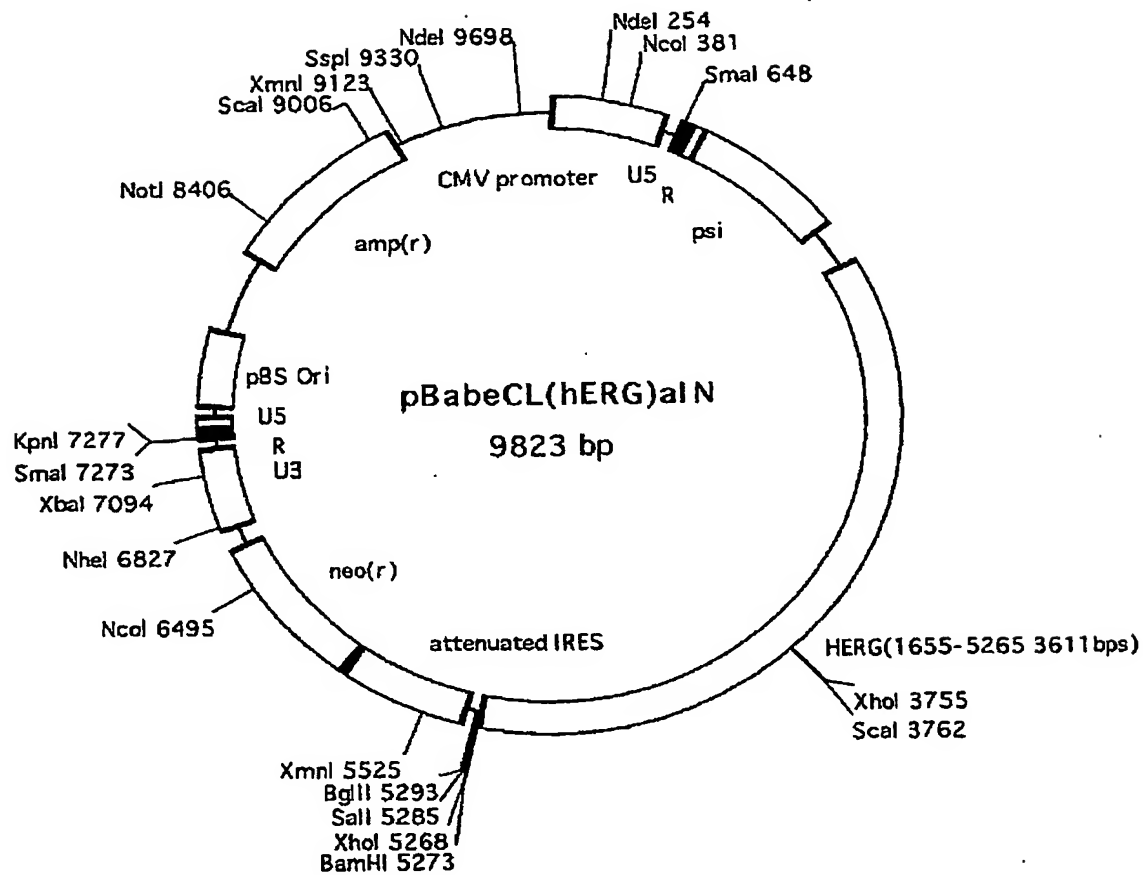 NdeI 254
NdeI 9698
NcoI 381
SspI 9330
SmaI 648
XmnI 9123
ScaI 9006
CMV promoter
U5
R
NotI 8406
psi
amp(r)
pBS Ori
pBabeCL(hERG)aIN
U5
KpnI 7277
R
9823 bp
SmaI 7273
U3
XbaI 7094
NheI 6827
neo(r)
NcoI 6495
attenuated IRES
HERG(1655-5265 3611bps)
XhoI 3755
ScaI 3762
XmnI 5525
BglII 5293
SalI 5285
XhoI 5268
BamHI 5273